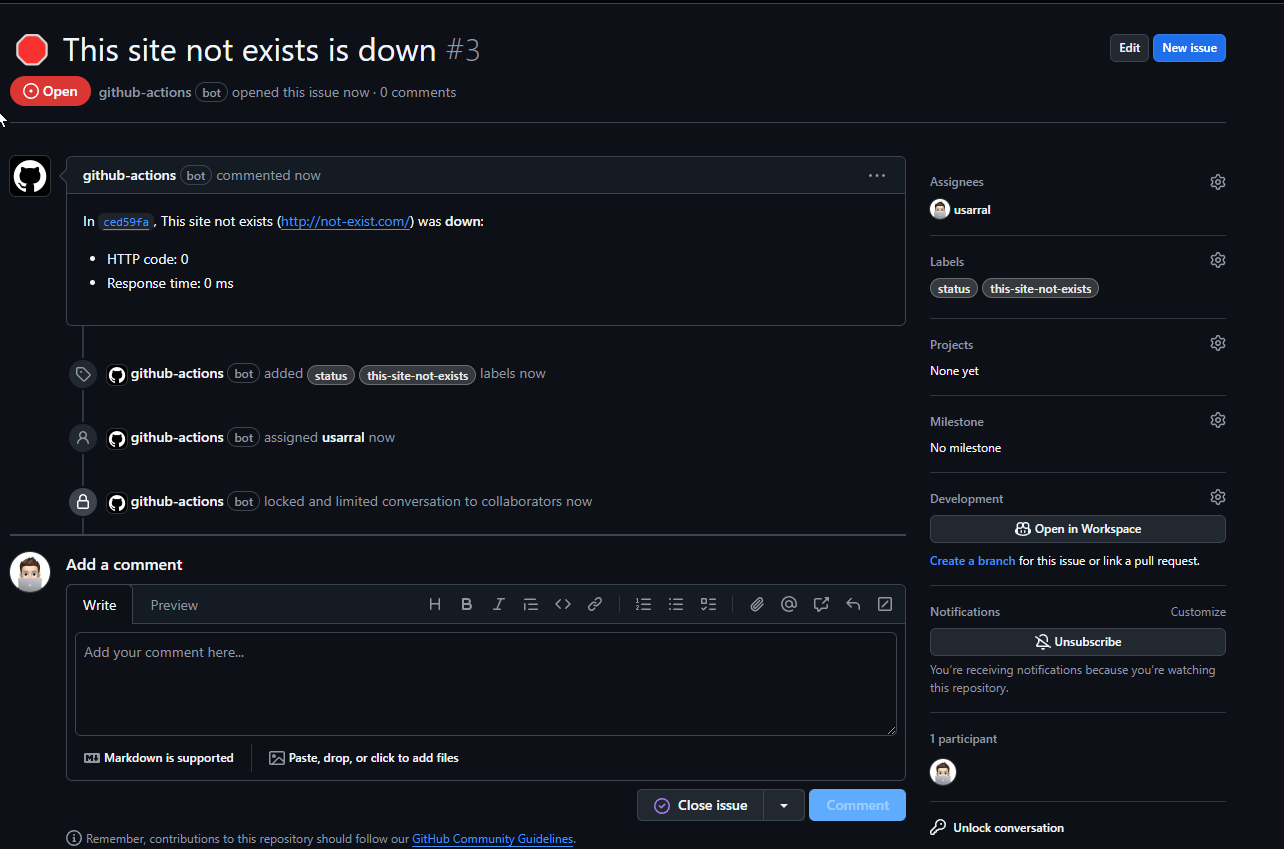 This site not exists is down #3
Edit
New issue
Open
github-actions bot opened this issue now · 0 comments
github-actions bot commented now
In ced59fa, This site not exists (http://not-exist.com/) was down:
HTTP code: 0
Response time: 0 ms
github-actions bot added status this-site-not-exists labels now
github-actions bot assigned usarral now
github-actions bot locked and limited conversation to collaborators now
Add a comment
Write
Preview
Add your comment here...
Markdown is supported
Paste, drop, or click to add files
Close issue
Comment
Remember, contributions to this repository should follow our GitHub Community Guidelines.
Assignees
usarral
Labels
status this-site-not-exists
Projects
None yet
Milestone
No milestone
Development
Open in Workspace
Create a branch for this issue or link a pull request.
Notifications
Customize
Unsubscribe
You're receiving notifications because you're watching
this repository.
1 participant
Unlock conversation